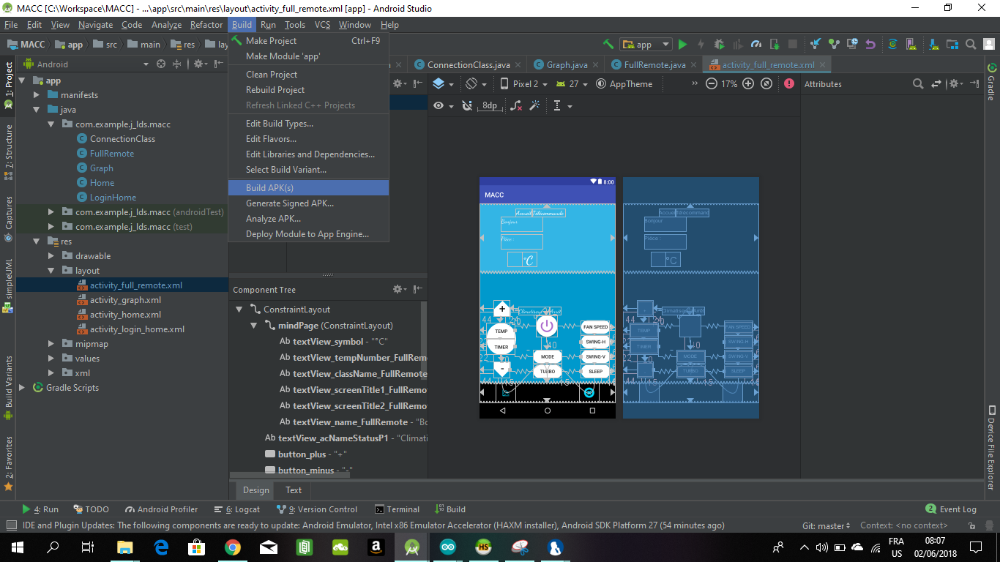 MACC [C:\Workspace\MACC] - ...\app\src\main\res\layout\activity_full_remote.xml [app] - Android Studio
File Edit View Navigate Code Analyze Refactor Build Run Tools VCS Window Help
MACC app src main res lay
app
Make Project Ctrl+F9
Make Module 'app'
Clean Project
Rebuild Project
Refresh Linked C++ Projects
Edit Build Types...
Edit Flavors...
Edit Libraries and Dependencies...
Select Build Variant...
Build APK(s)
Generate Signed APK...
Analyze APK...
Deploy Module to App Engine...
ConnectionClass.java Graph.java FullRemote.java activity_full_remote.xml
Pixel 2 27 AppTheme 17% Attributes
8dp
1: Project
7: Structure
Captures
simpleUML
Build Variants
2: Favorites
Android
app
manifests
java
com.example.j_lds.macc
ConnectionClass
FullRemote
Graph
Home
LoginHome
com.example.j_lds.macc (androidTest)
com.example.j_lds.macc (test)
res
drawable
layout
activity_full_remote.xml
activity_graph.xml
activity_home.xml
activity_login_home.xml
mipmap
values
xml
Gradle Scripts
Component Tree
ConstraintLayout
mindPage (ConstraintLayout)
Ab textView_symbol - "°C"
Ab textView_tempNumber_FullRem
Ab textView_className_FullRemote
Ab textView_screenTitle1_FullRemo
Ab textView_screenTitle2_FullRemo
Ab textView_name_FullRemote - "Bo
Ab textView_acNameStatusP1 - "Climati
button_plus - "+"
button_minus - "-"
Design Text
8:00
MACC
Accueil Télécommande
Bonjour
Pièce :
°C
+
TEMP
TIMER
-
MODE
TURBO
FAN SPEED
SWING-H
SWING-V
SLEEP
Accuei Télécommand
Bonjour
Pièce :
°C
TEMP
TIMER
MODE
TURBO
FAN SPEED
SWING-H
SWING-V
SLEEP
Gradle
Device File Explorer
4: Run TODO Android Profiler 6: Logcat 9: Version Control Terminal Build 2 Event Log
IDE and Plugin Updates: The following components are ready to update: Android Emulator, Intel x86 Emulator Accelerator (HAXM installer), Android SDK Platform 27 (54 minutes ago) Git: master Context: <no context>
FRA
US
08:07
02/06/2018